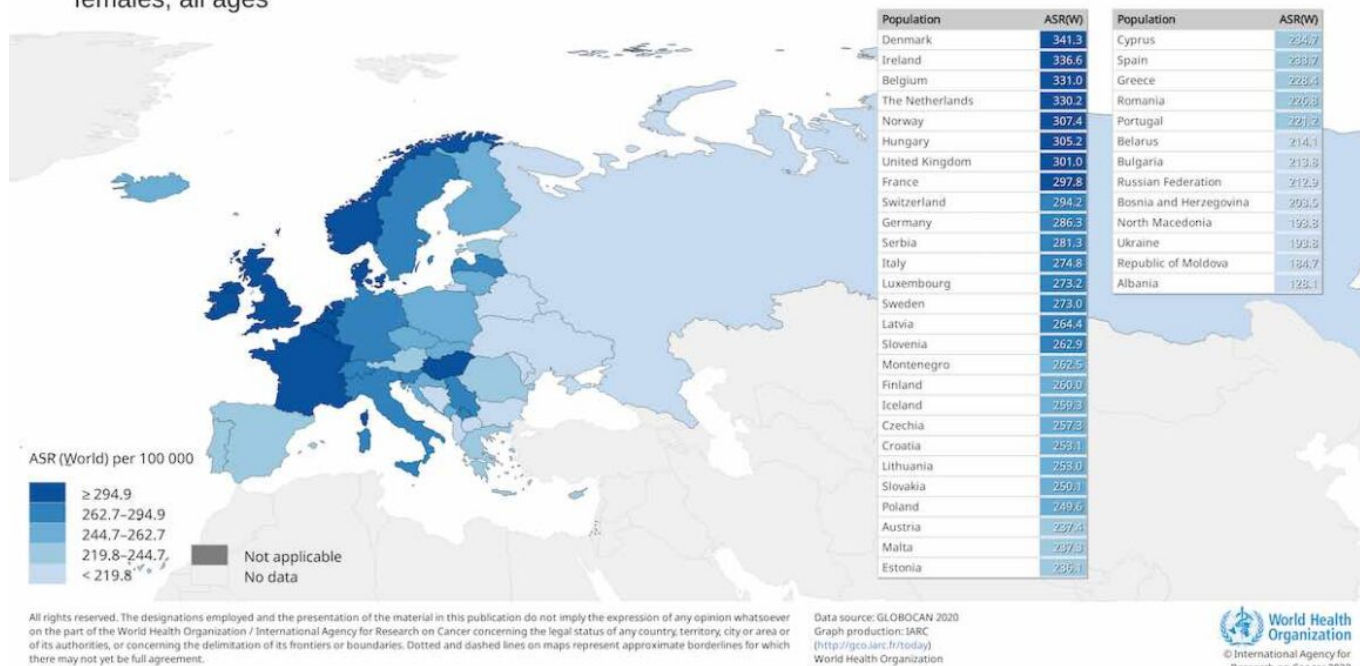 females, all ages
Population ASR(W)
Denmark 341.3
Ireland 336.6
Belgium 331.0
The Netherlands 330.2
Norway 307.4
Hungary 305.2
United Kingdom 301.0
France 297.8
Switzerland 294.2
Germany 286.3
Serbia 281.3
Italy 274.8
Luxembourg 273.2
Sweden 273.0
Latvia 264.4
Slovenia 262.9
Montenegro 262.5
Finland 260.0
Iceland 259.3
Czechia 257.3
Croatia 253.1
Lithuania 253.0
Slovakia 250.1
Poland 249.6
Austria 237.4
Malta 237.3
Estonia 236.1
Population ASR(W)
Cyprus 234.7
Spain 233.7
Greece 228.4
Romania 226.8
Portugal 221.2
Belarus 214.1
Bulgaria 213.8
Russian Federation 212.9
Bosnia and Herzegovina 203.5
North Macedonia 193.8
Ukraine 193.8
Republic of Moldova 184.7
Albania 128.1
ASR (World) per 100 000
≥ 294.9
262.7–294.9
244.7–262.7
219.8–244.7
< 219.8
Not applicable
No data
All rights reserved. The designations employed and the presentation of the material in this publication do not imply the expression of any opinion whatsoever
on the part of the World Health Organization / International Agency for Research on Cancer concerning the legal status of any country, territory, city or area or
of its authorities, or concerning the delimitation of its frontiers or boundaries. Dotted and dashed lines on maps represent approximate borderlines for which
there may not yet be full agreement.
Data source: GLOBOCAN 2020
Graph production: IARC
(http://gco.iarc.fr/today)
World Health Organization
World Health
Organization
© International Agency for